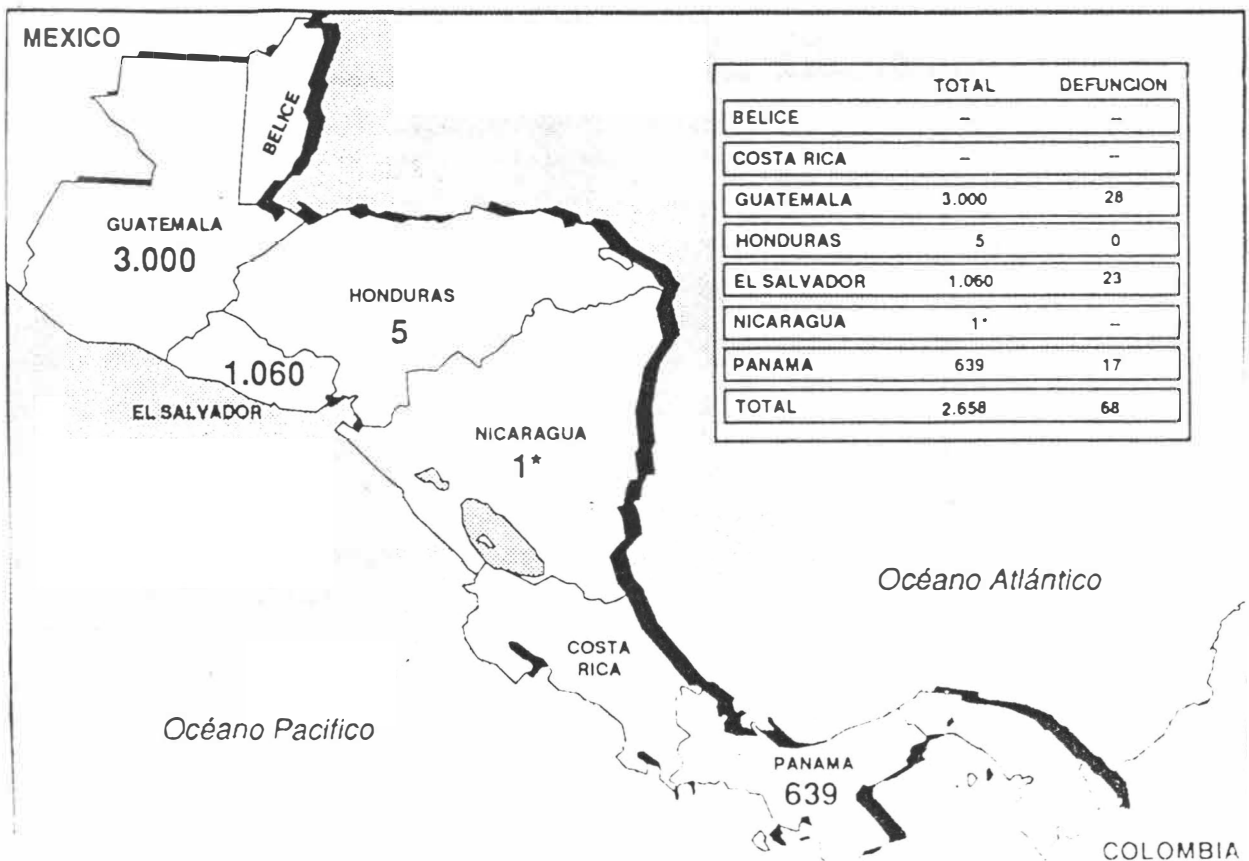 MEXICO
BELICE
GUATEMALA
3.000
HONDURAS
5
1.060
EL SALVADOR
NICARAGUA
1*
COSTA
RICA
PANAMA
639
Océano Pacífico
Océano Atlántico
COLOMBIA
TOTAL DEFUNCION
BELICE – –
COSTA RICA – –
GUATEMALA 3.000 28
HONDURAS 5 0
EL SALVADOR 1.060 23
NICARAGUA 1* –
PANAMA 639 17
TOTAL 2.658 68